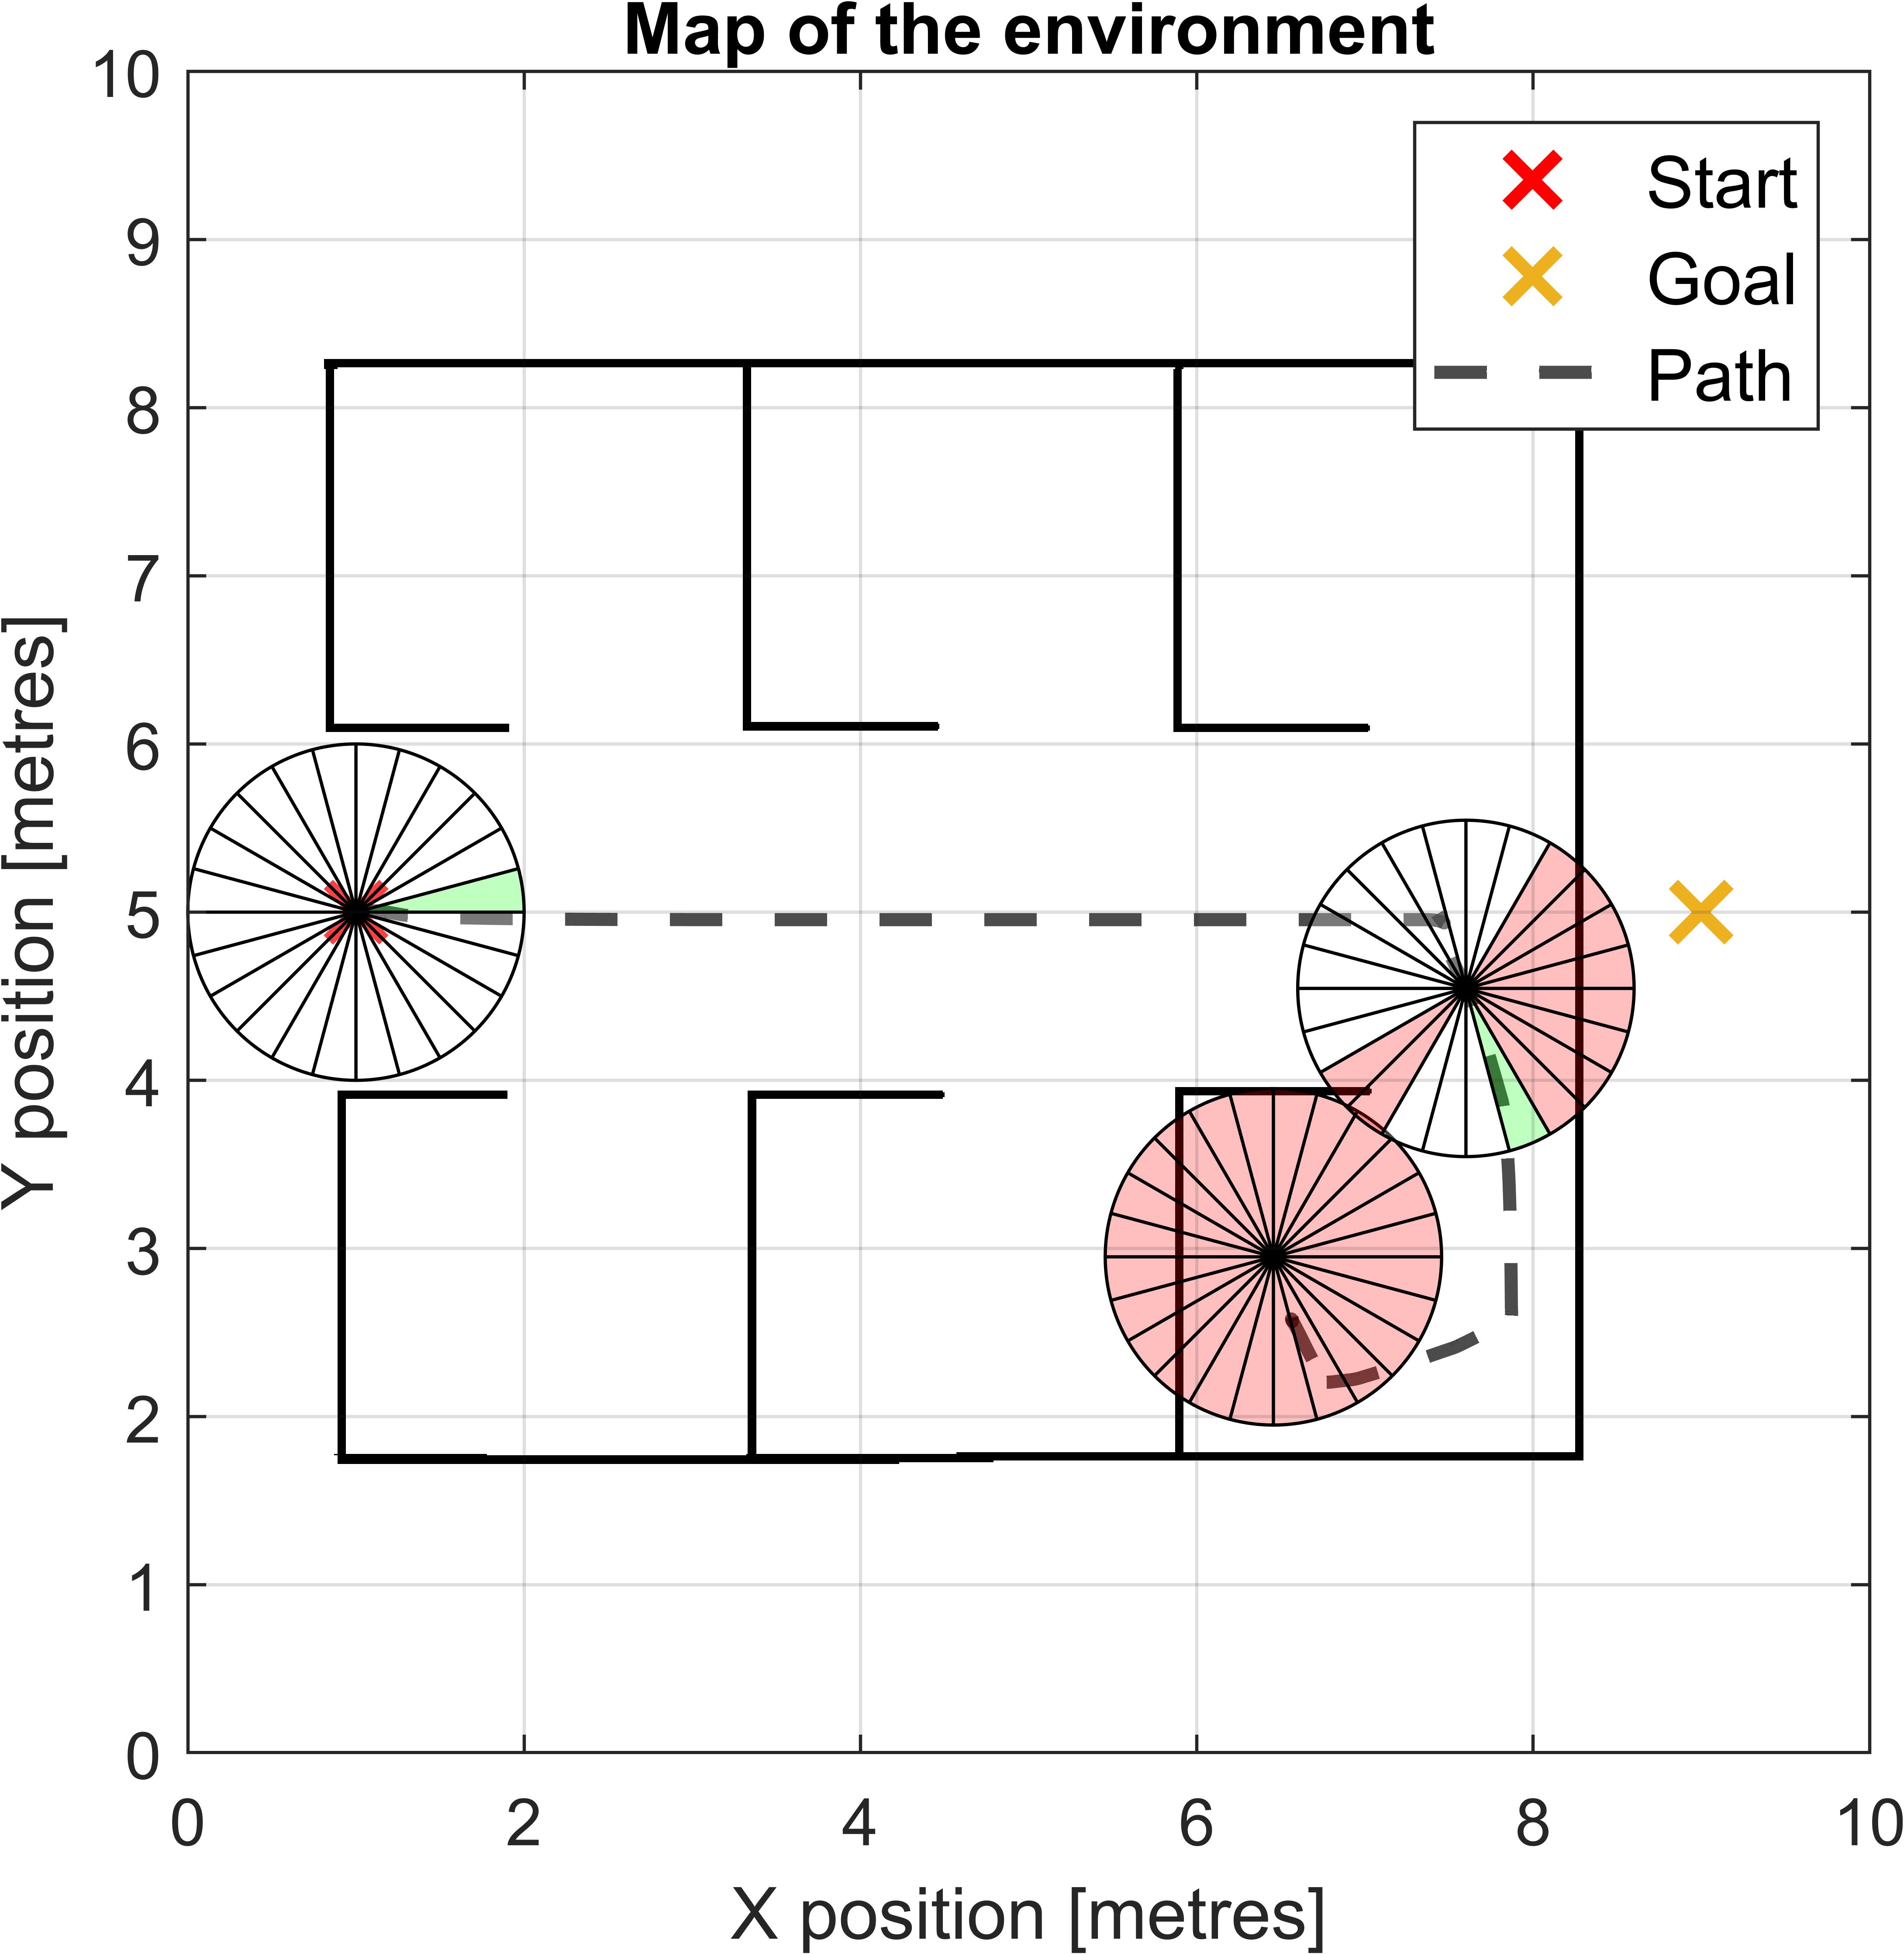 Map of the environment
Start
Goal
Path
10
9
8
7
6
5
4
3
2
1
0
Y position [metres]
0 2 4 6 8 10
X position [metres]